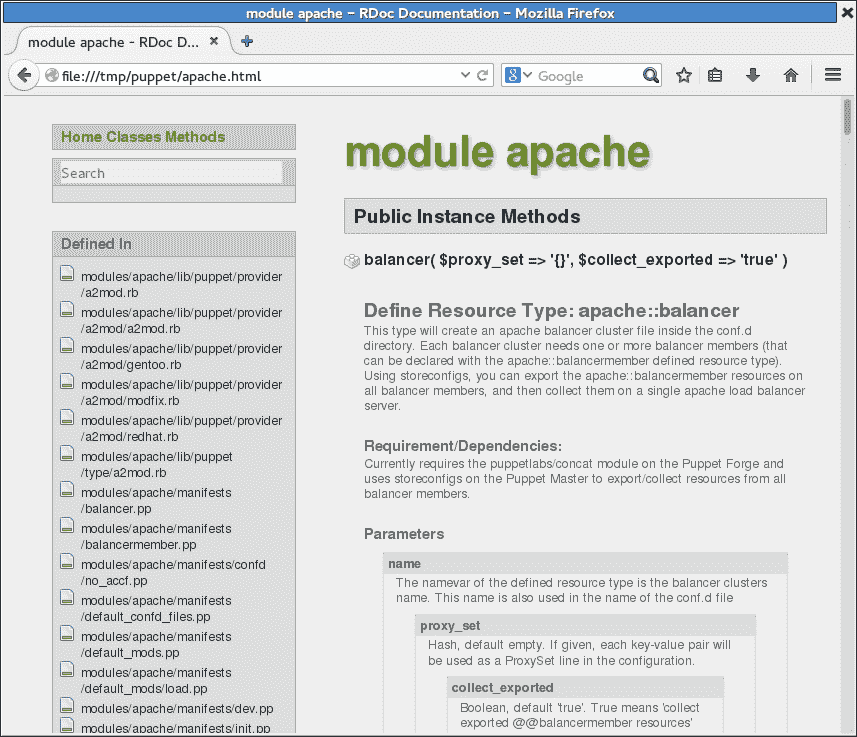 module apache – RDoc Documentation – Mozilla Firefox
module apache - RDoc D...
file:///tmp/puppet/apache.html
Google
Home Classes Methods
Search
Defined In
modules/apache/lib/puppet/provider
/a2mod.rb
modules/apache/lib/puppet/provider
/a2mod/a2mod.rb
modules/apache/lib/puppet/provider
/a2mod/gentoo.rb
modules/apache/lib/puppet/provider
/a2mod/modfix.rb
modules/apache/lib/puppet/provider
/a2mod/redhat.rb
modules/apache/lib/puppet
/type/a2mod.rb
modules/apache/manifests
/balancer.pp
modules/apache/manifests
/balancermember.pp
modules/apache/manifests/confd
/no_accf.pp
modules/apache/manifests
/default_confd_files.pp
modules/apache/manifests
/default_mods.pp
modules/apache/manifests
/default_mods/load.pp
modules/apache/manifests/dev.pp
modules/apache/manifests/init.pp
module apache
Public Instance Methods
balancer( $proxy_set => '{}', $collect_exported => 'true' )
Define Resource Type: apache::balancer
This type will create an apache balancer cluster file inside the conf.d
directory. Each balancer cluster needs one or more balancer members (that
can be declared with the apache::balancermember defined resource type).
Using storeconfigs, you can export the apache::balancermember resources on
all balancer members, and then collect them on a single apache load balancer
server.
Requirement/Dependencies:
Currently requires the puppetlabs/concat module on the Puppet Forge and
uses storeconfigs on the Puppet Master to export/collect resources from all
balancer members.
Parameters
name
The namevar of the defined resource type is the balancer clusters
name. This name is also used in the name of the conf.d file
proxy_set
Hash, default empty. If given, each key-value pair will
be used as a ProxySet line in the configuration.
collect_exported
Boolean, default 'true'. True means 'collect
exported @@balancermember resources'